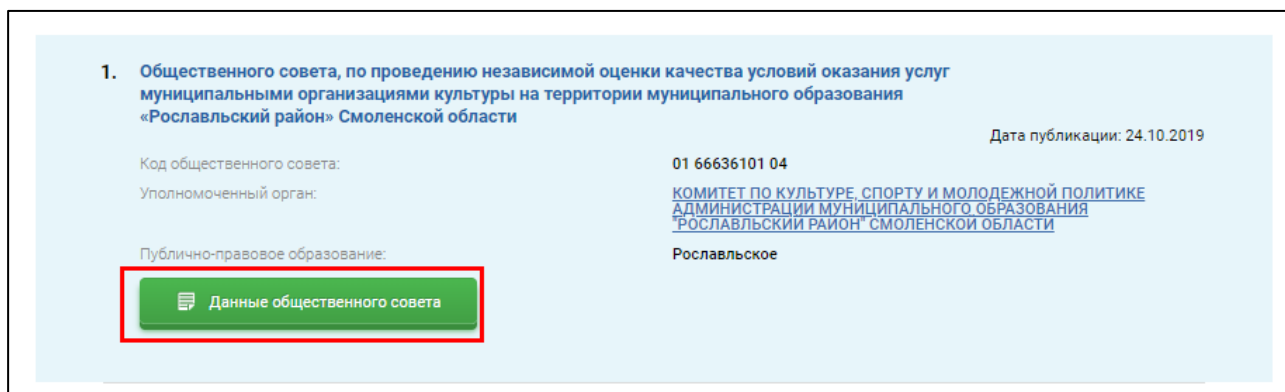 1. Общественного совета, по проведению независимой оценки качества условий оказания услуг
муниципальными организациями культуры на территории муниципального образования
«Рославльский район» Смоленской области
Дата публикации: 24.10.2019
Код общественного совета: 01 66636101 04
Уполномоченный орган: КОМИТЕТ ПО КУЛЬТУРЕ, СПОРТУ И МОЛОДЕЖНОЙ ПОЛИТИКЕ
АДМИНИСТРАЦИИ МУНИЦИПАЛЬНОГО ОБРАЗОВАНИЯ
"РОСЛАВЛЬСКИЙ РАЙОН" СМОЛЕНСКОЙ ОБЛАСТИ
Публично-правовое образование: Рославльское
Данные общественного совета